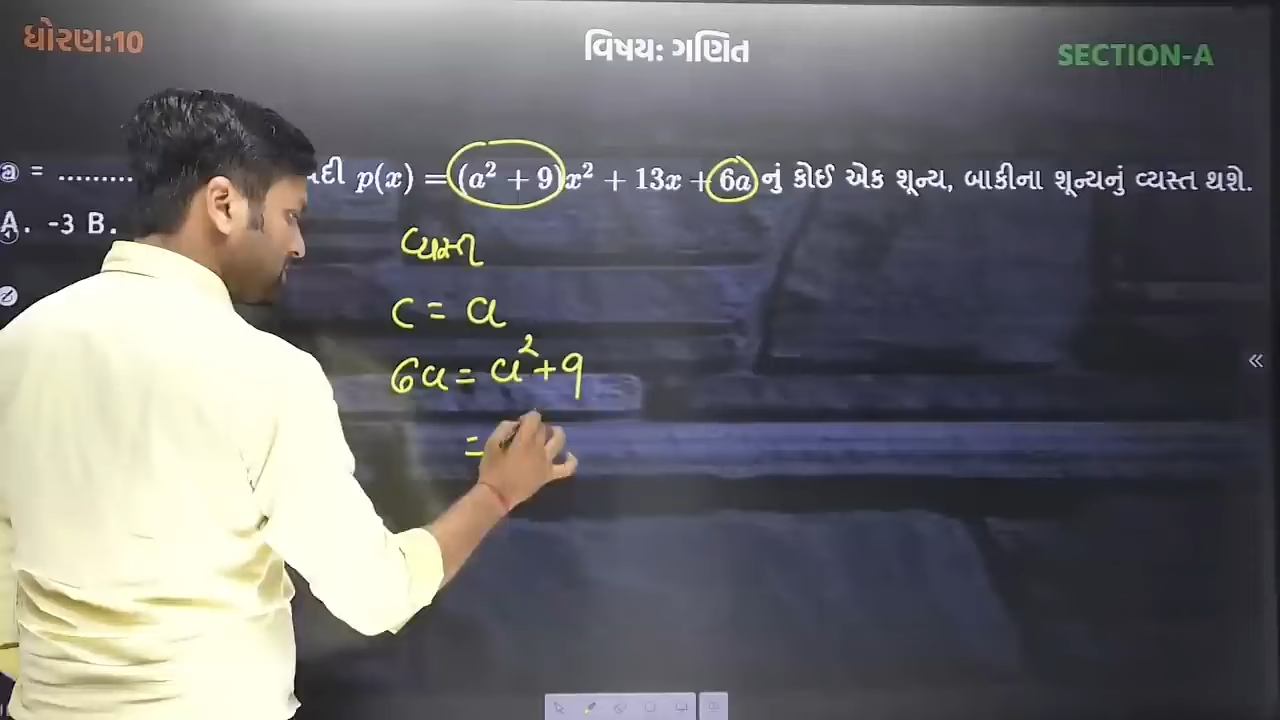 ધોરણ:10
વિષય: ગણિત
SECTION-A
a = ......... p(x) = (a² + 9)x² + 13x + 6a નું કોઈ એક શૂન્ય, બાકીના શૂન્યનું વ્યસ્ત થશે.
A. -3 B.
વ્યસ્ત
c = a
6a = a² + 9
=